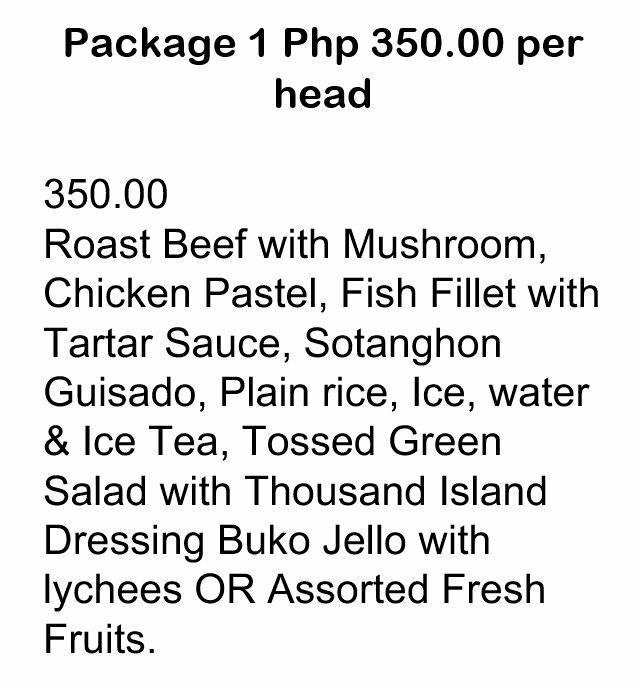 Package 1 Php 350.00 per
head
350.00
Roast Beef with Mushroom,
Chicken Pastel, Fish Fillet with
Tartar Sauce, Sotanghon
Guisado, Plain rice, Ice, water
& Ice Tea, Tossed Green
Salad with Thousand Island
Dressing Buko Jello with
lychees OR Assorted Fresh
Fruits.